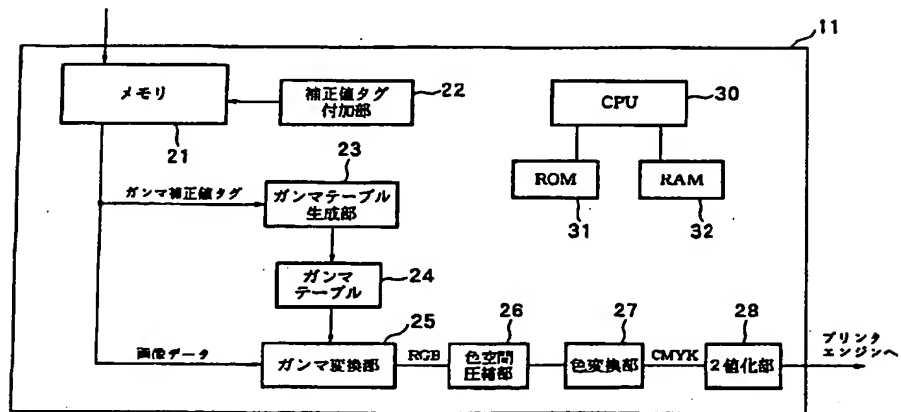 11
メモリ
補正値タグ
付加部
22
CPU
30
21
23
ROM
RAM
ガンマ補正値タグ
ガンマテーブル
生成部
31
32
ガンマ
テーブル
24
25
26
27
28
プリンタ
エンジンへ
画像データ
ガンマ変換部
RGB
色空間
圧縮部
色変換部
CMYK
2値化部